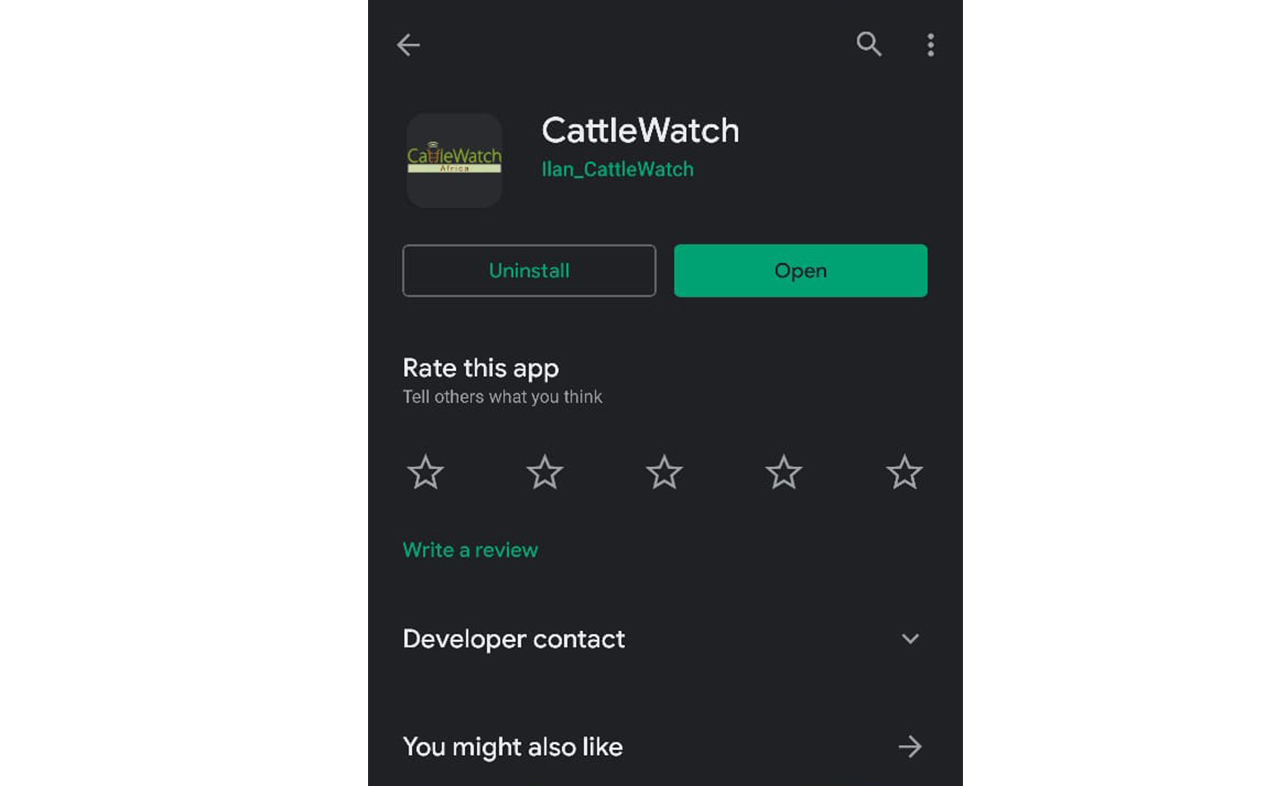 CattleWatch
Africa
CattleWatch
Ilan_CattleWatch
Uninstall
Open
Rate this app
Tell others what you think
Write a review
Developer contact
You might also like